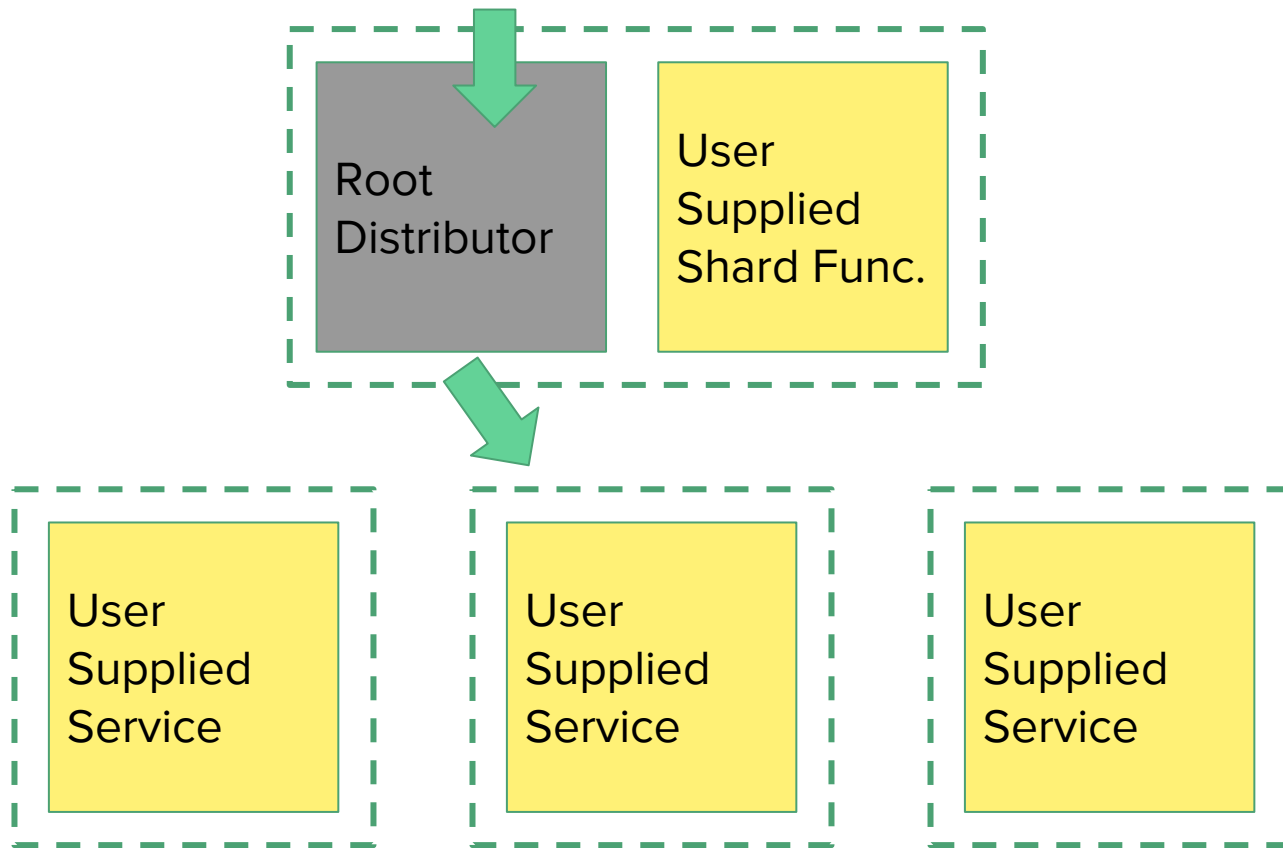 Root
Distributor
User
Supplied
Shard Func.
User
Supplied
Service
User
Supplied
Service
User
Supplied
Service